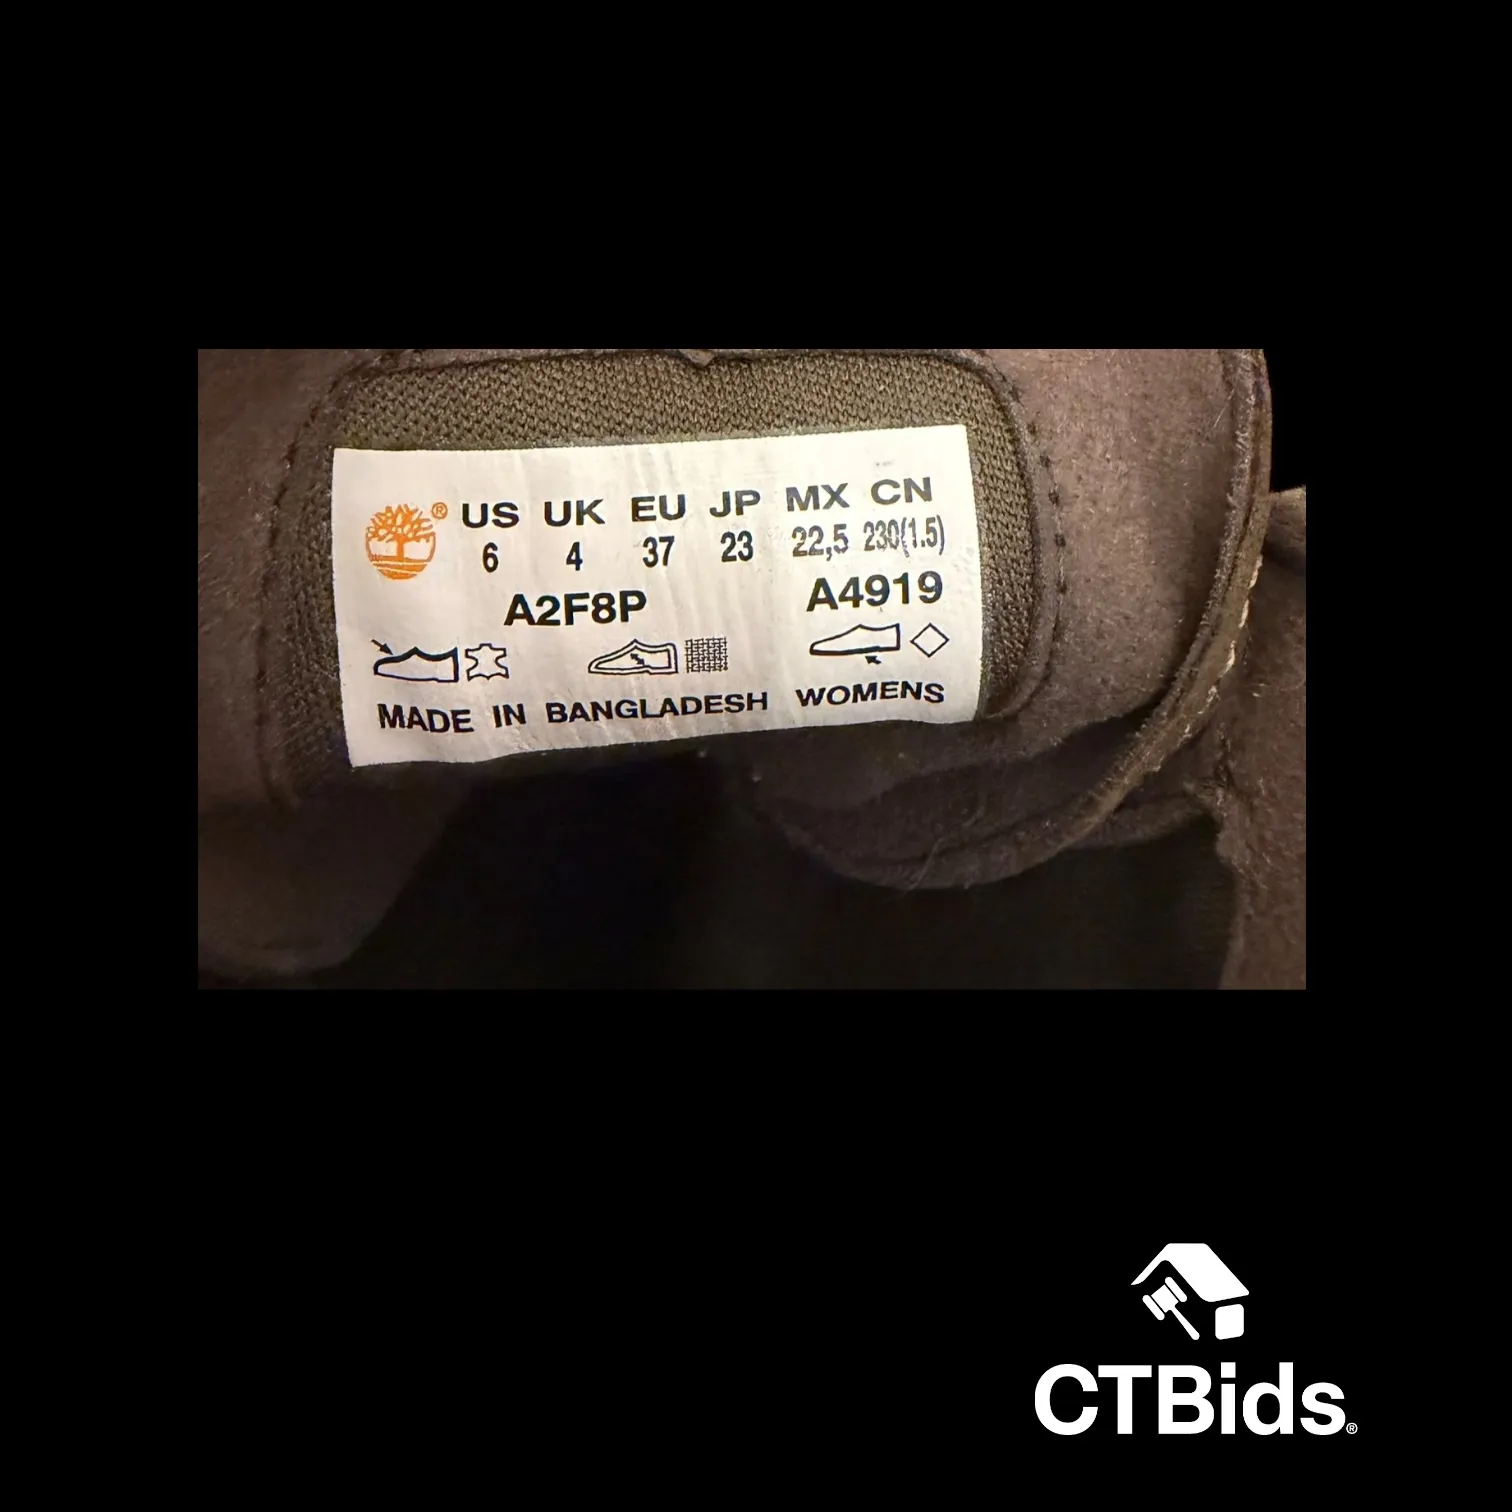 US UK EU JP MX CN
6 4 37 23 22,5 230(1.5)
A2F8P A4919
MADE IN BANGLADESH WOMENS
CTBids®